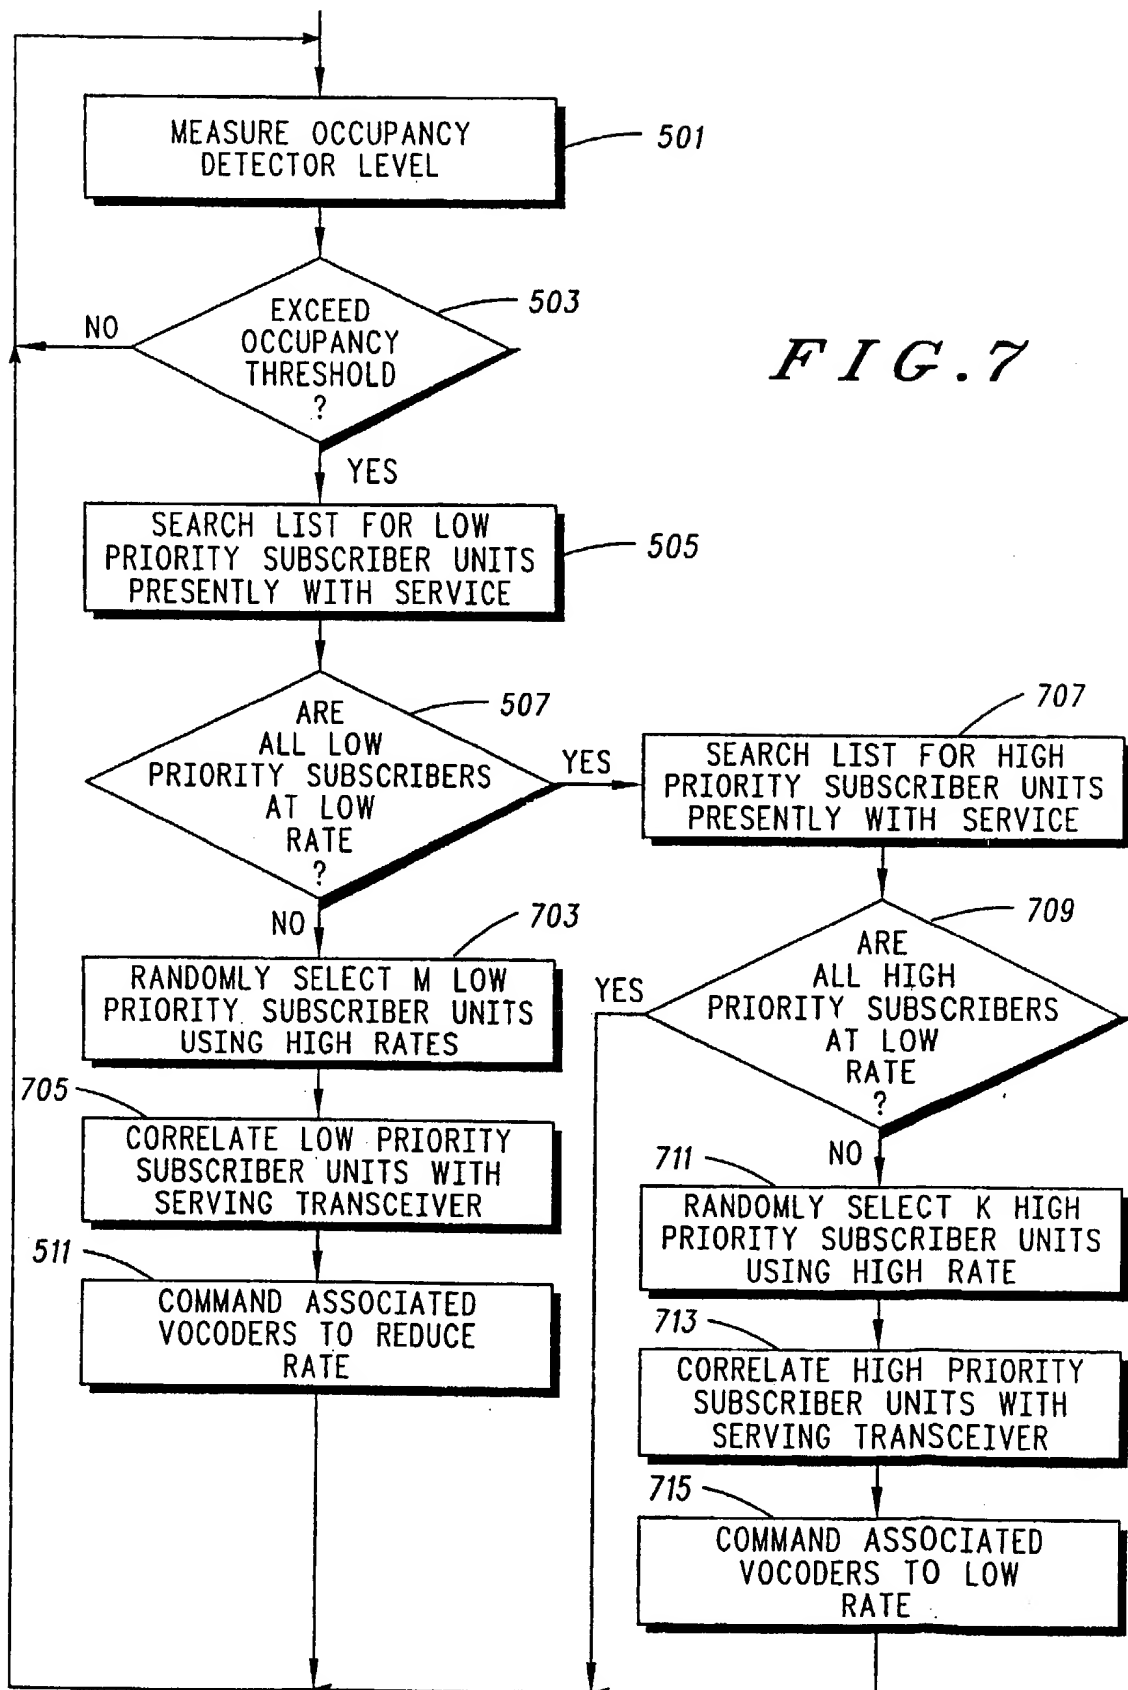 MEASURE OCCUPANCY
DETECTOR LEVEL
501
EXCEED
OCCUPANCY
THRESHOLD
?
503
NO
YES
FIG.7
SEARCH LIST FOR LOW
PRIORITY SUBSCRIBER UNITS
PRESENTLY WITH SERVICE
505
ARE
ALL LOW
PRIORITY SUBSCRIBERS
AT LOW
RATE
?
507
YES
NO
707
SEARCH LIST FOR HIGH
PRIORITY SUBSCRIBER UNITS
PRESENTLY WITH SERVICE
703
RANDOMLY SELECT M LOW
PRIORITY SUBSCRIBER UNITS
USING HIGH RATES
705
CORRELATE LOW PRIORITY
SUBSCRIBER UNITS WITH
SERVING TRANSCEIVER
511
COMMAND ASSOCIATED
VOCODERS TO REDUCE
RATE
709
ARE
ALL HIGH
PRIORITY SUBSCRIBERS
AT LOW
RATE
?
YES
NO
711
RANDOMLY SELECT K HIGH
PRIORITY SUBSCRIBER UNITS
USING HIGH RATE
713
CORRELATE HIGH PRIORITY
SUBSCRIBER UNITS WITH
SERVING TRANSCEIVER
715
COMMAND ASSOCIATED
VOCODERS TO LOW
RATE